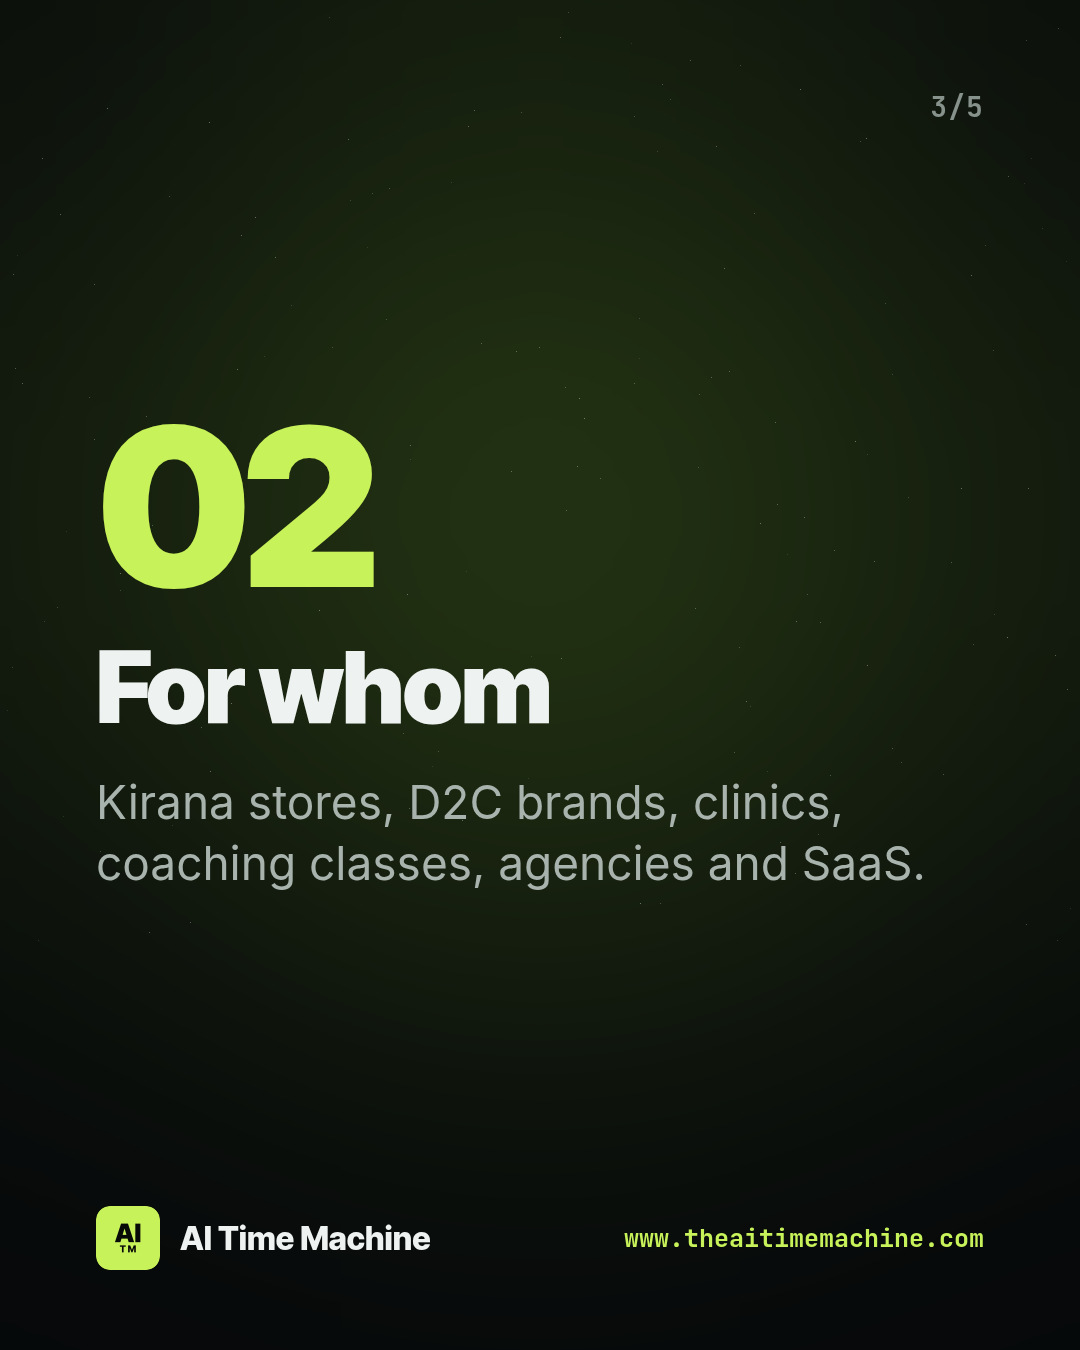 3/5
02
For whom
Kirana stores, D2C brands, clinics,
coaching classes, agencies and SaaS.
AI
TM
AI Time Machine
www.theaitimemachine.com